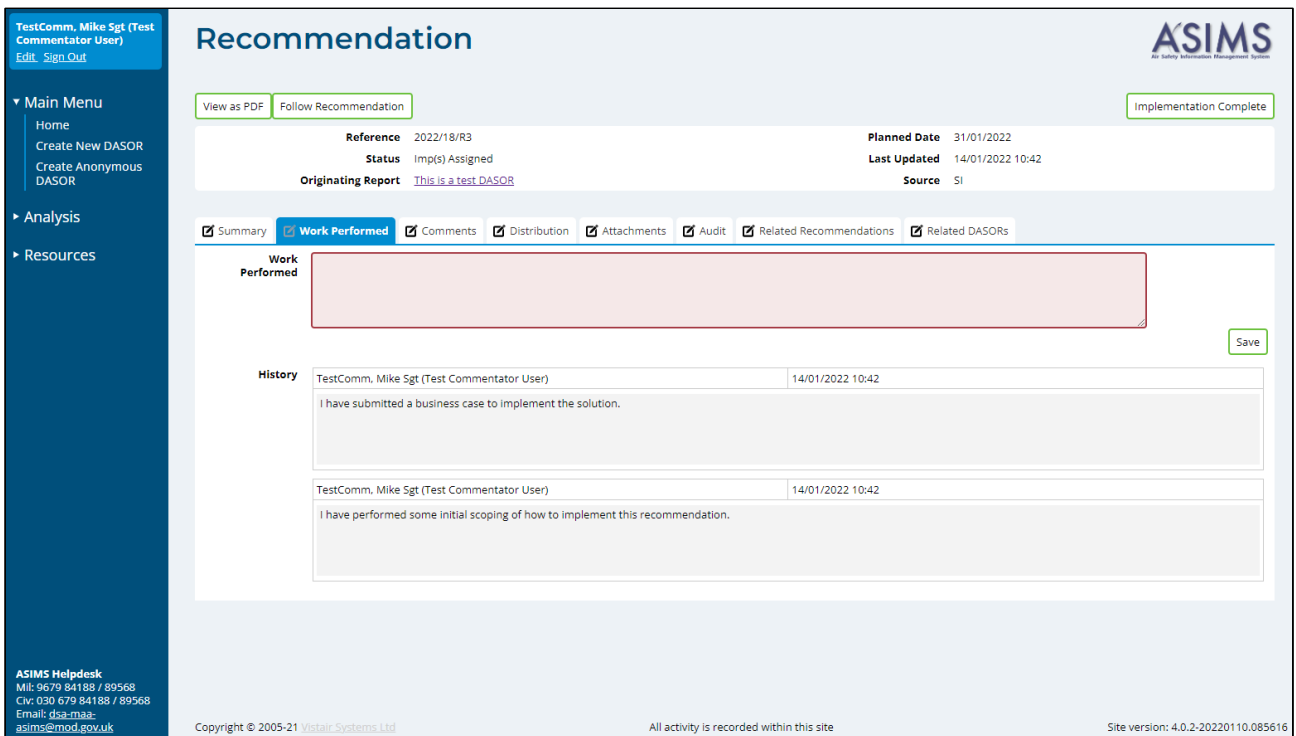 TestComm, Mike Sgt (Test
Commentator User)
Edit Sign Out
Main Menu
Home
Create New DASOR
Create Anonymous
DASOR
Analysis
Resources
ASIMS Helpdesk
Mil: 9679 84188 / 89568
Civ: 030 679 84188 / 89568
Email: dsa-maa-
asims@mod.gov.uk
Recommendation
ASIMS
Air Safety Information Management System
View as PDF Follow Recommendation Implementation Complete
Reference 2022/18/R3 Planned Date 31/01/2022
Status Imp(s) Assigned Last Updated 14/01/2022 10:42
Originating Report This is a test DASOR Source SI
Summary Work Performed Comments Distribution Attachments Audit Related Recommendations Related DASORs
Work
Performed
Save
History TestComm, Mike Sgt (Test Commentator User) 14/01/2022 10:42
I have submitted a business case to implement the solution.
TestComm, Mike Sgt (Test Commentator User) 14/01/2022 10:42
I have performed some initial scoping of how to implement this recommendation.
Copyright © 2005-21 Vistair Systems Ltd All activity is recorded within this site Site version: 4.0.2-20220110.085616